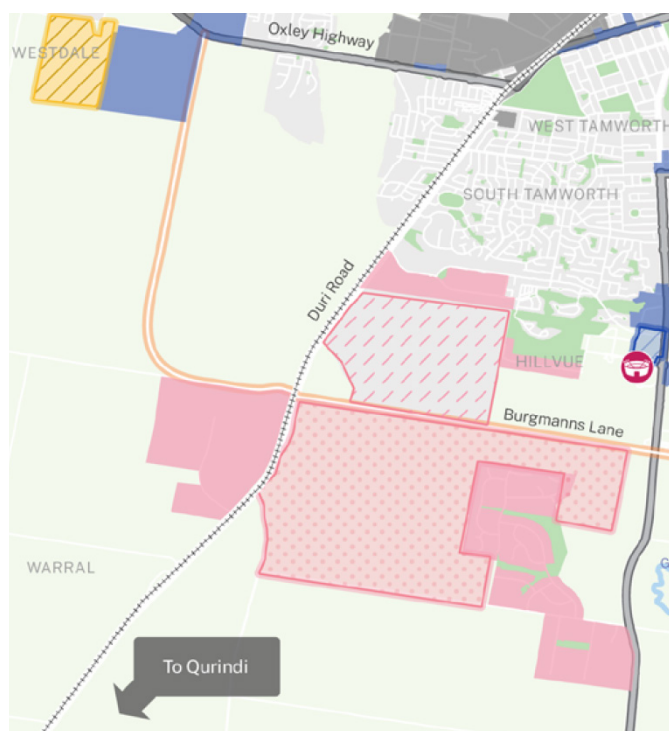 Oxley Highway
WESTDALE
WEST TAMWORTH
SOUTH TAMWORTH
Duri Road
HILLVUE
Burgmanns Lane
WARRAL
G
To Qurindi